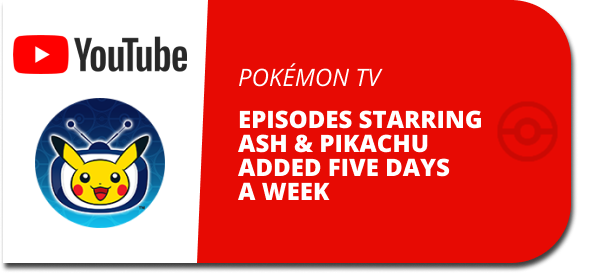 YouTube
POKÉMON TV
EPISODES STARRING
ASH & PIKACHU
ADDED FIVE DAYS
A WEEK